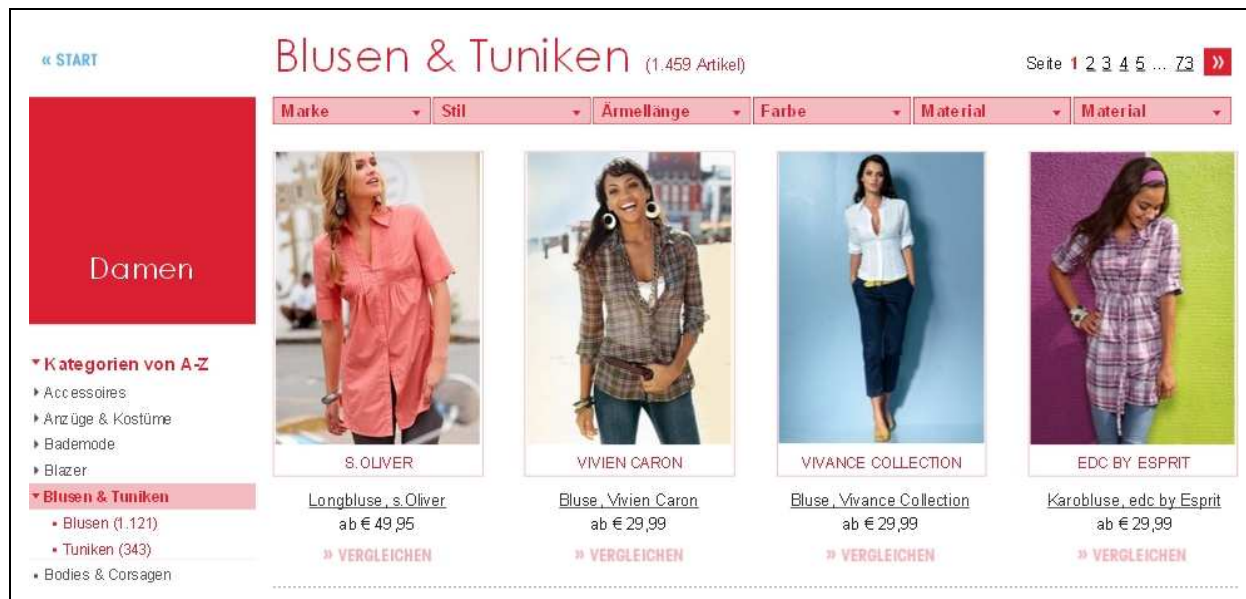 « START
Blusen & Tuniken (1.459 Artikel)
Seite 1 2 3 4 5 ... 73 »
Damen
Marke Stil Ärmellänge Farbe Material Material
Kategorien von A-Z
Accessoires
Anzüge & Kostüme
Bademode
Blazer
Blusen & Tuniken
• Blusen (1.121)
• Tuniken (343)
• Bodies & Corsagen
S.OLIVER
Longbluse, s.Oliver
ab € 49,95
» VERGLEICHEN
VIVIEN CARON
Bluse, Vivien Caron
ab € 29,99
» VERGLEICHEN
VIVANCE COLLECTION
Bluse, Vivance Collection
ab € 29,99
» VERGLEICHEN
EDC BY ESPRIT
Karobluse, edc by Esprit
ab € 29,99
» VERGLEICHEN